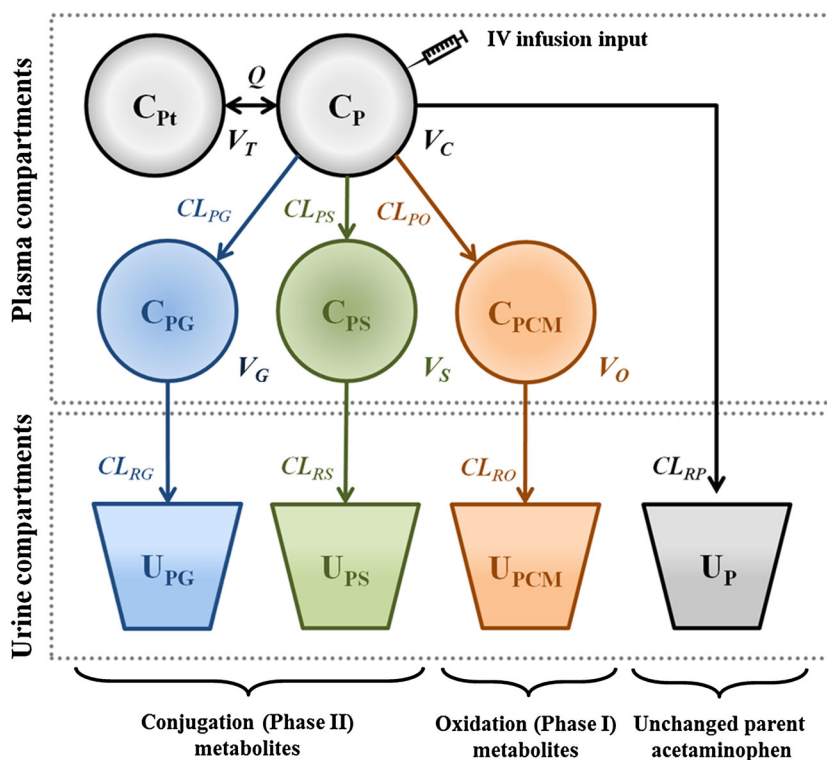 Plasma compartments
IV infusion input
C_Pt
Q
C_P
V_T
V_C
CL_PG
CL_PS
CL_PO
C_PG
C_PS
C_PCM
V_G
V_S
V_O
Urine compartments
CL_RG
CL_RS
CL_RO
CL_RP
U_PG
U_PS
U_PCM
U_P
Conjugation (Phase II)
metabolites
Oxidation (Phase I)
metabolites
Unchanged parent
acetaminophen